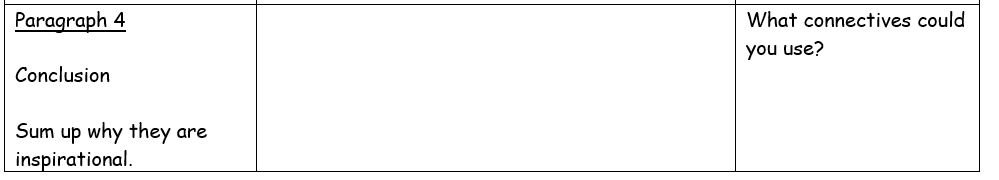 Paragraph 4
Conclusion
Sum up why they are
inspirational.
What connectives could
you use?